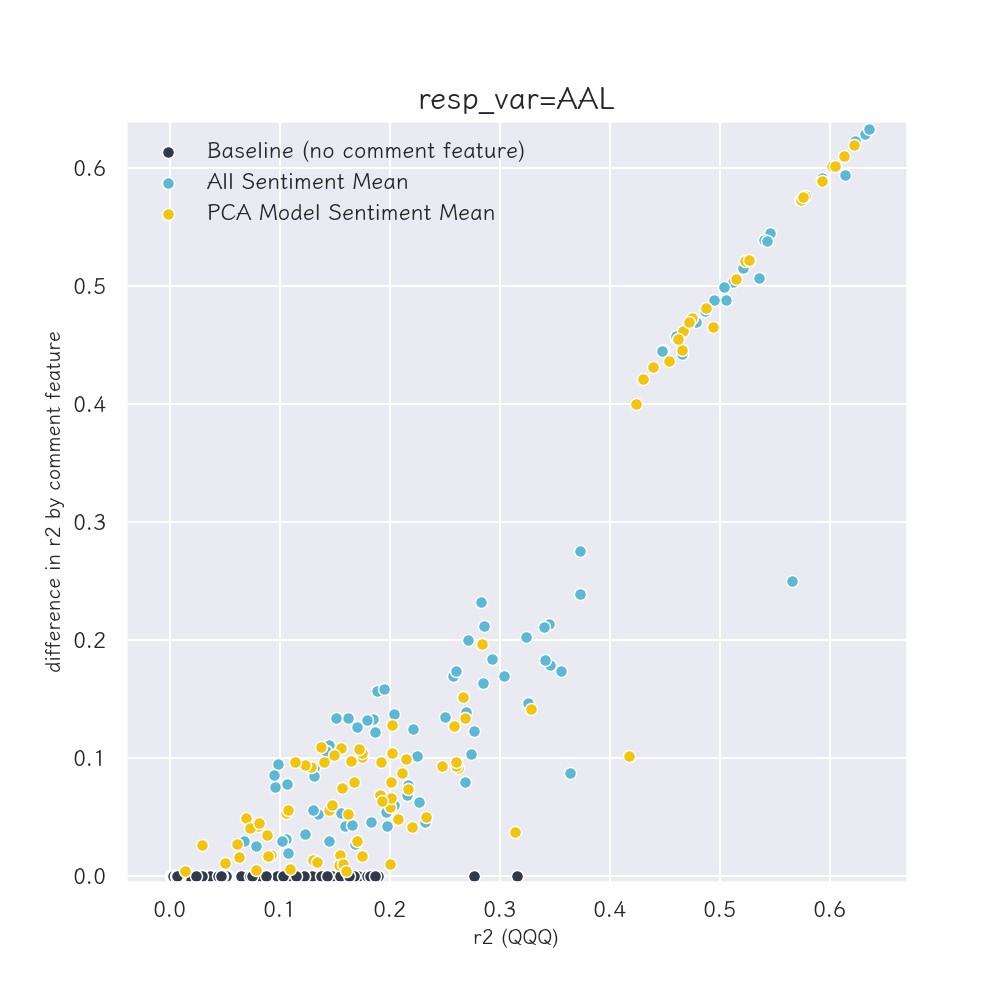 resp_var=AAL
Baseline (no comment feature)
All Sentiment Mean
PCA Model Sentiment Mean
difference in r2 by comment feature
0.6
0.5
0.4
0.3
0.2
0.1
0.0
0.0 0.1 0.2 0.3 0.4 0.5 0.6
r2 (QQQ)